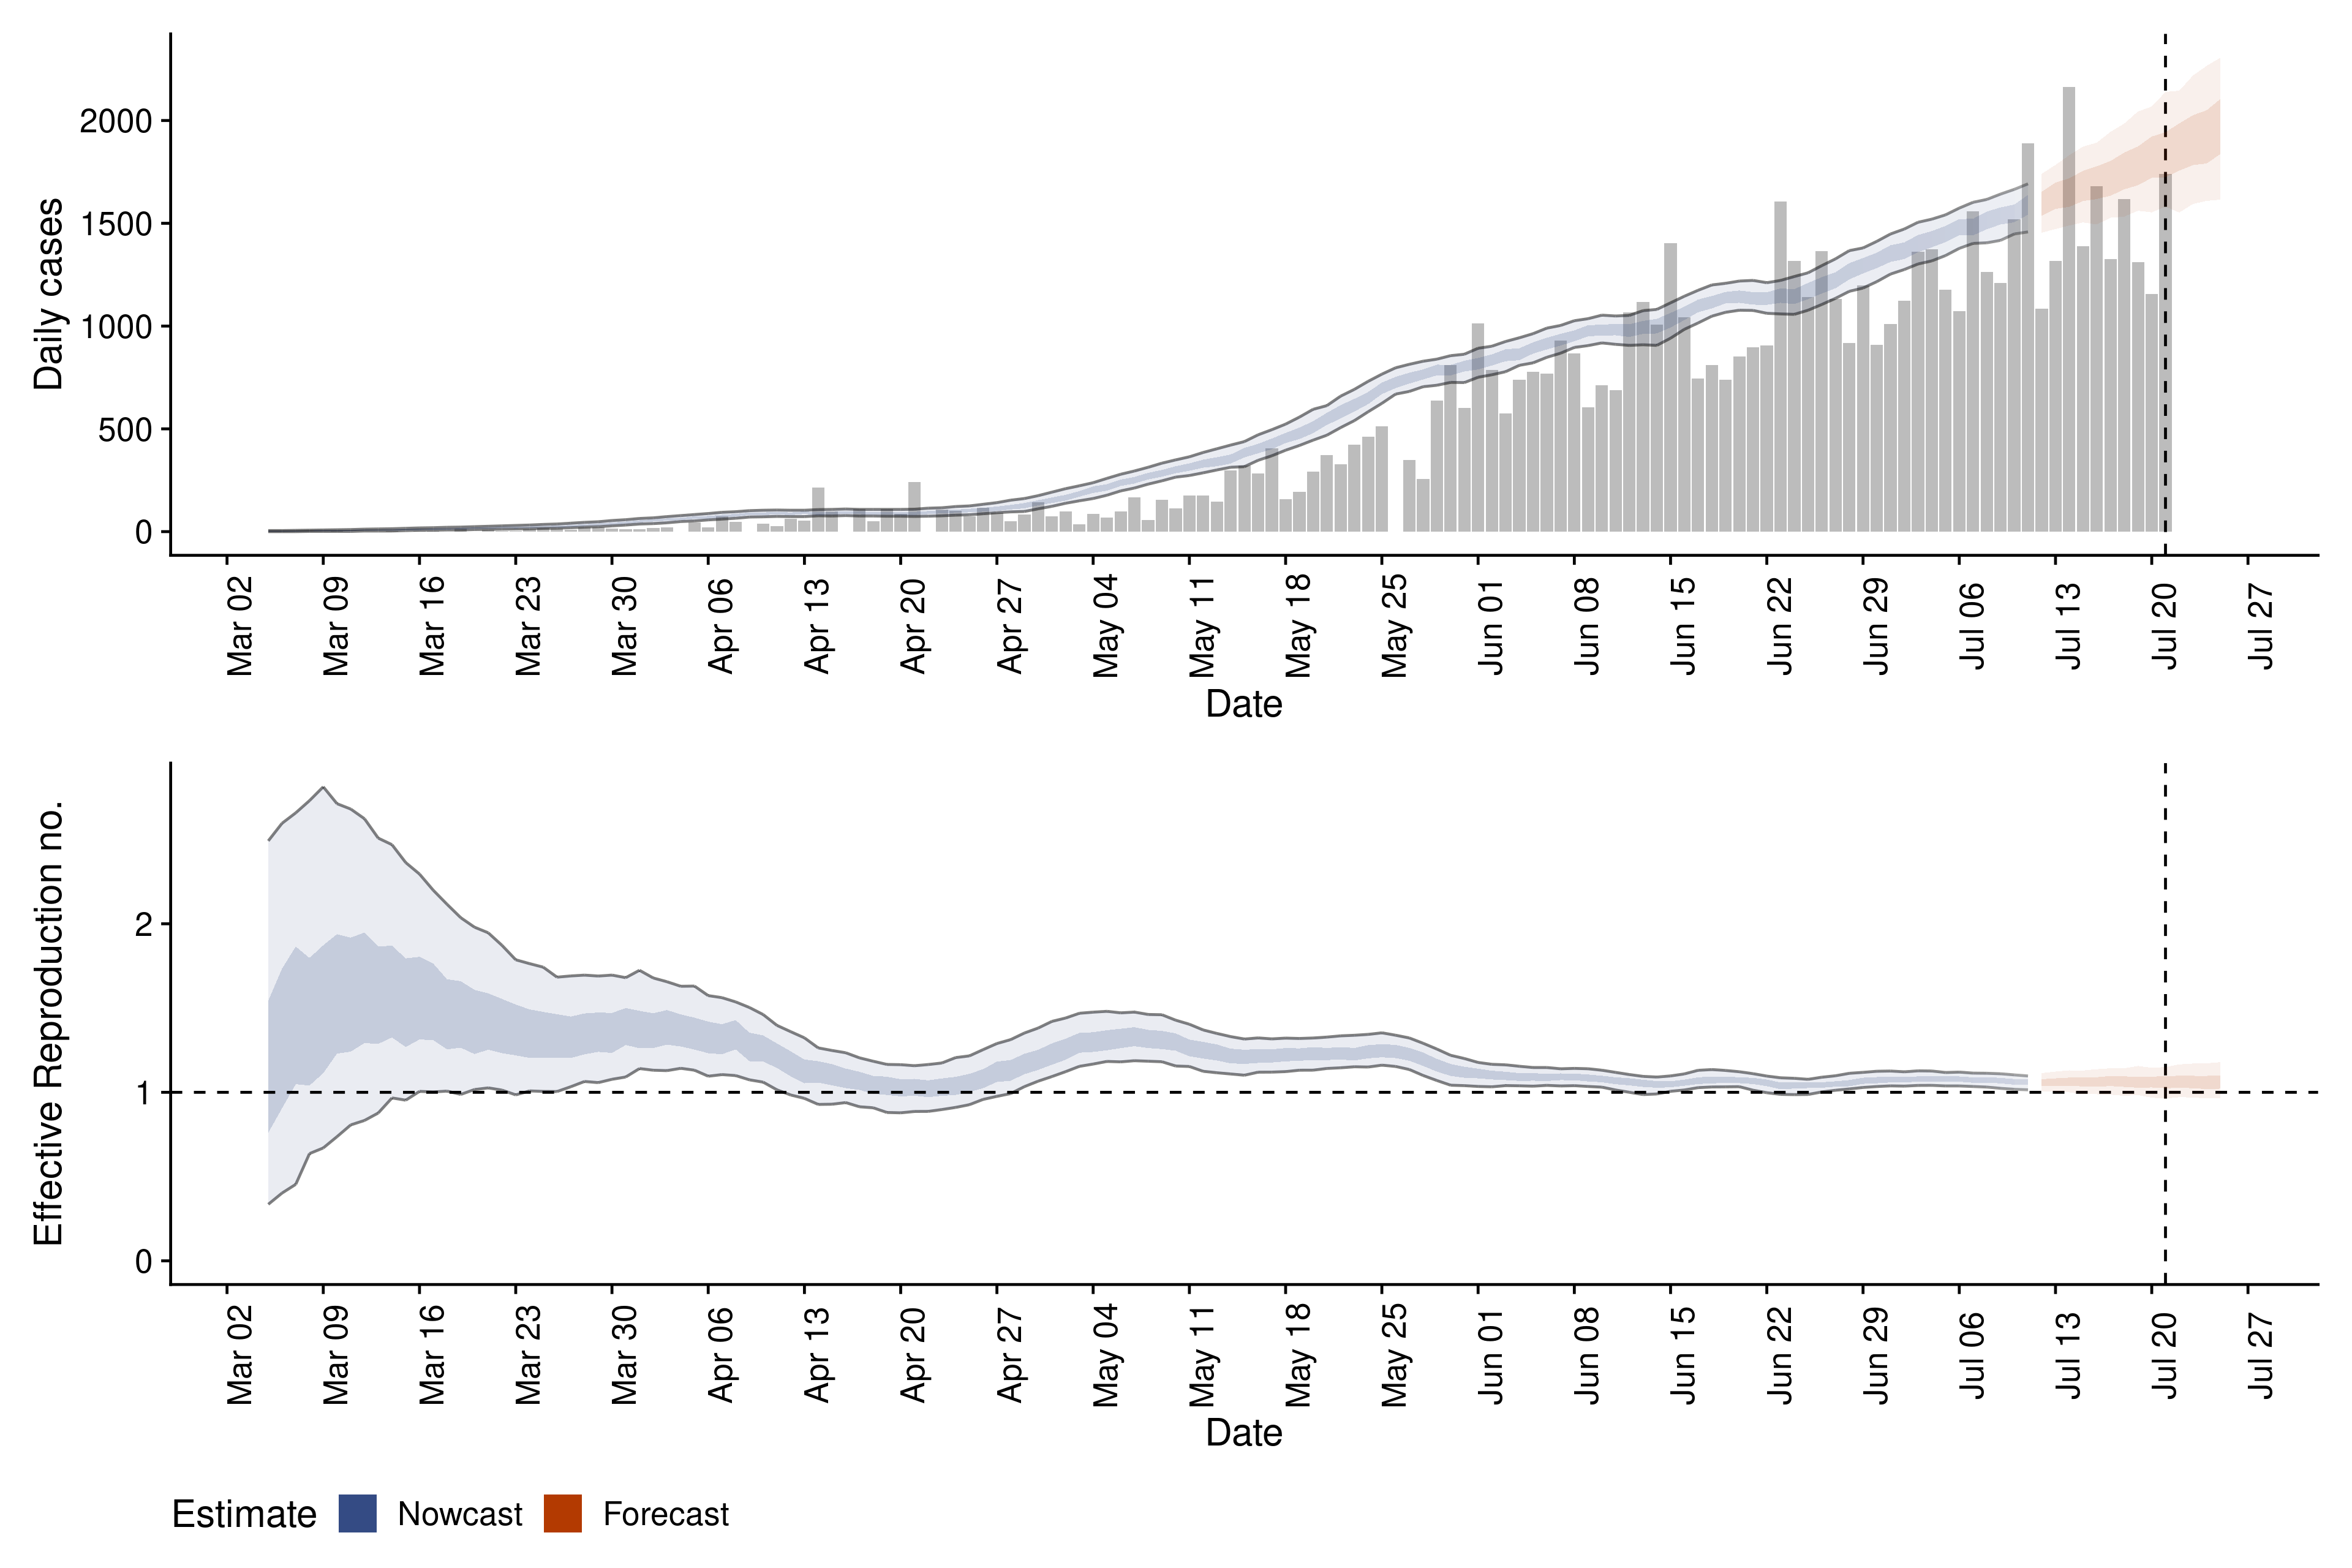 Daily cases
2000
1500
1000
500
0
Mar 02 Mar 09 Mar 16 Mar 23 Mar 30 Apr 06 Apr 13 Apr 20 Apr 27 May 04 May 11 May 18 May 25 Jun 01 Jun 08 Jun 15 Jun 22 Jun 29 Jul 06 Jul 13 Jul 20 Jul 27
Date
Effective Reproduction no.
2
1
0
Mar 02 Mar 09 Mar 16 Mar 23 Mar 30 Apr 06 Apr 13 Apr 20 Apr 27 May 04 May 11 May 18 May 25 Jun 01 Jun 08 Jun 15 Jun 22 Jun 29 Jul 06 Jul 13 Jul 20 Jul 27
Date
Estimate Nowcast Forecast